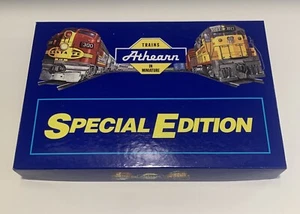 TRAINS
Athearn
IN
MINIATURE
SPECIAL EDITION